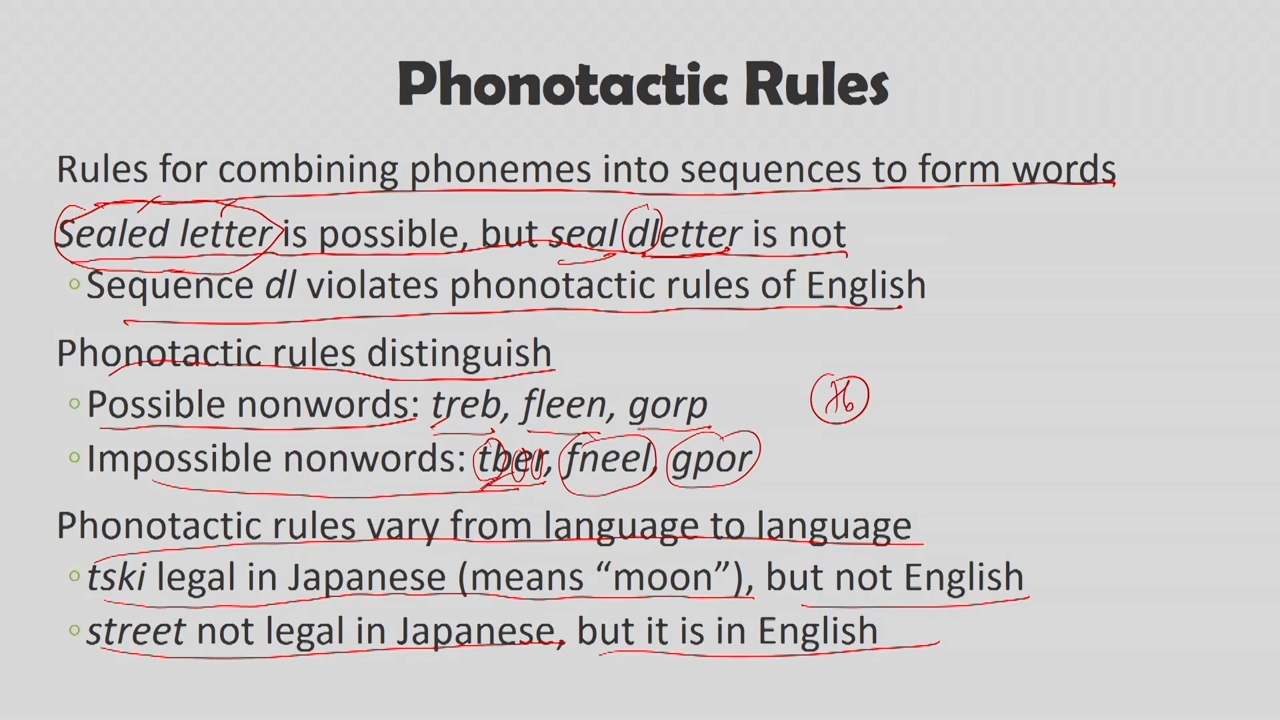 Phonotactic Rules
Rules for combining phonemes into sequences to form words
Sealed letter is possible, but seal dletter is not
Sequence dl violates phonotactic rules of English
Phonotactic rules distinguish
Possible nonwords: treb, fleen, gorp
Impossible nonwords: tber, fneel, gpor
Phonotactic rules vary from language to language
tski legal in Japanese (means “moon”), but not English
street not legal in Japanese, but it is in English